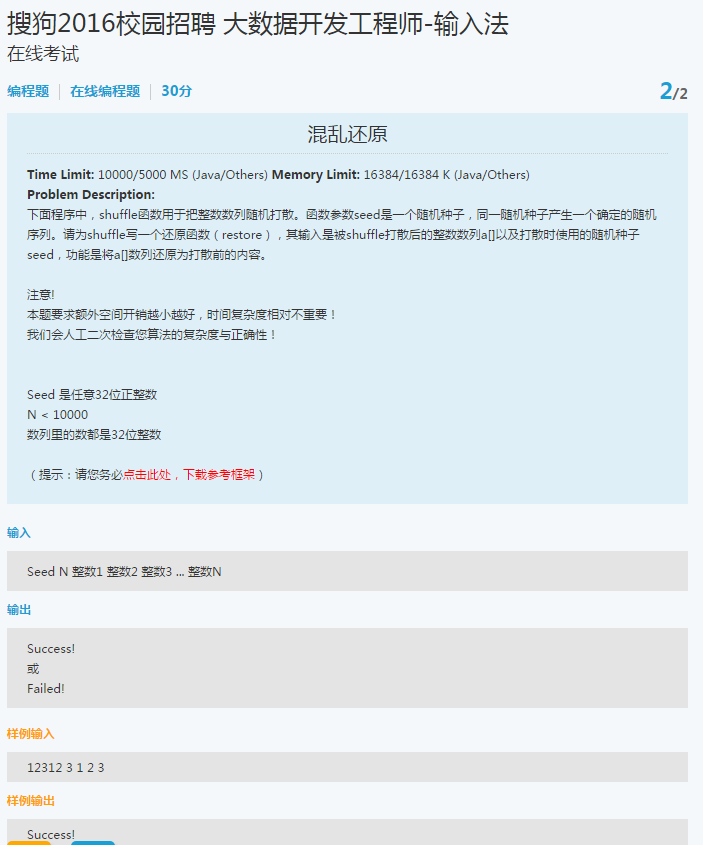 搜狗2016校园招聘 大数据开发工程师-输入法
在线考试
编程题 在线编程题 30分 2/2
混乱还原
Time Limit: 10000/5000 MS (Java/Others) Memory Limit: 16384/16384 K (Java/Others)
Problem Description:
下面程序中，shuffle函数用于把整数数列随机打散。函数参数seed是一个随机种子，同一随机种子产生一个确定的随机
序列。请为shuffle写一个还原函数（restore），其输入是被shuffle打散后的整数数列a[]以及打散时使用的随机种子
seed，功能是将a[]数列还原为打散前的内容。
注意!
本题要求额外空间开销越小越好，时间复杂度相对不重要！
我们会人工二次检查您算法的复杂度与正确性！
Seed 是任意32位正整数
N < 10000
数列里的数都是32位整数
（提示：请您务必点击此处，下载参考框架）
输入
Seed N 整数1 整数2 整数3 ... 整数N
输出
Success!
或
Failed!
样例输入
12312 3 1 2 3
样例输出
Success!